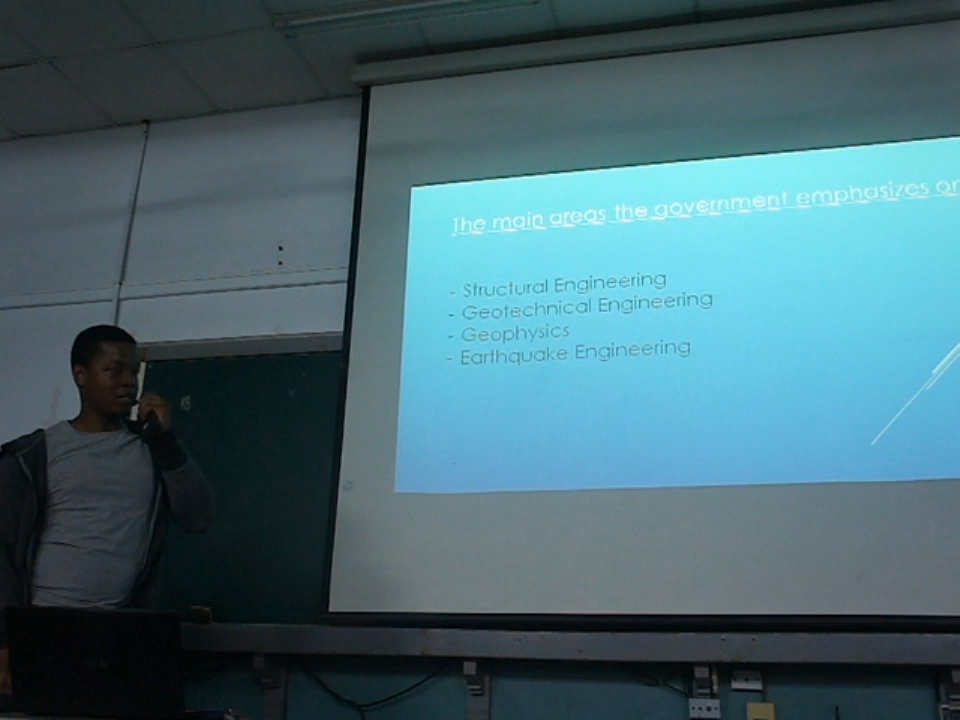 The main areas the government emphasizes on
- Structural Engineering
- Geotechnical Engineering
- Geophysics
- Earthquake Engineering